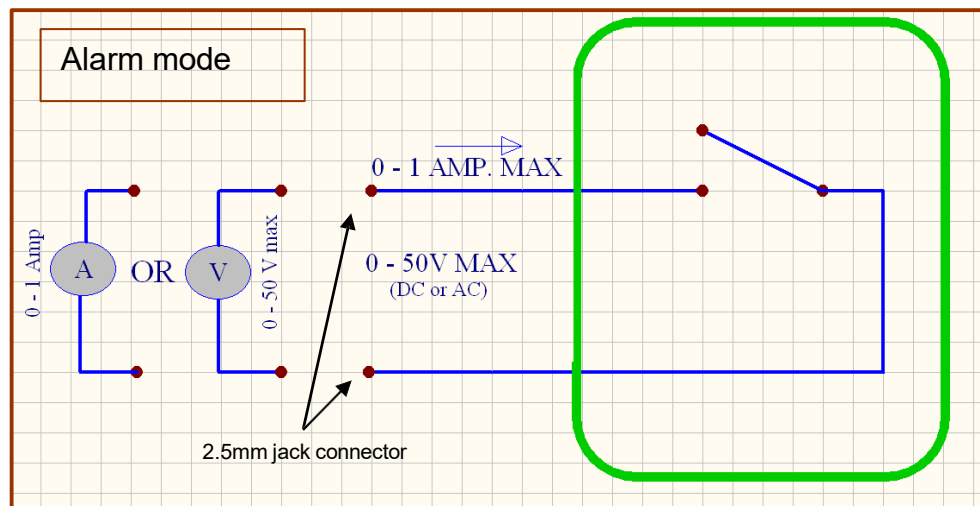 Alarm mode
0 - 1 AMP. MAX
0 - 1 Amp
A
OR
V
0 - 50 V max
0 - 50V MAX
(DC or AC)
2.5mm jack connector